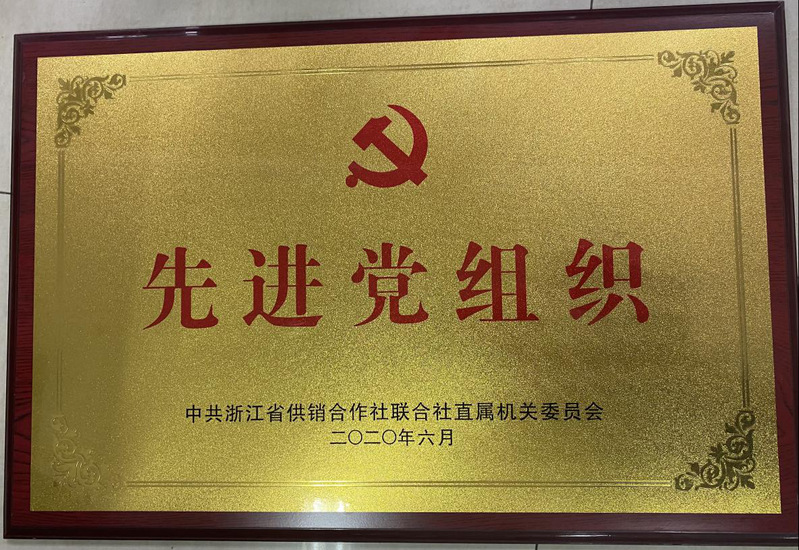 先进党组织
中共浙江省供销合作社联合社直属机关委员会
二〇二〇年六月